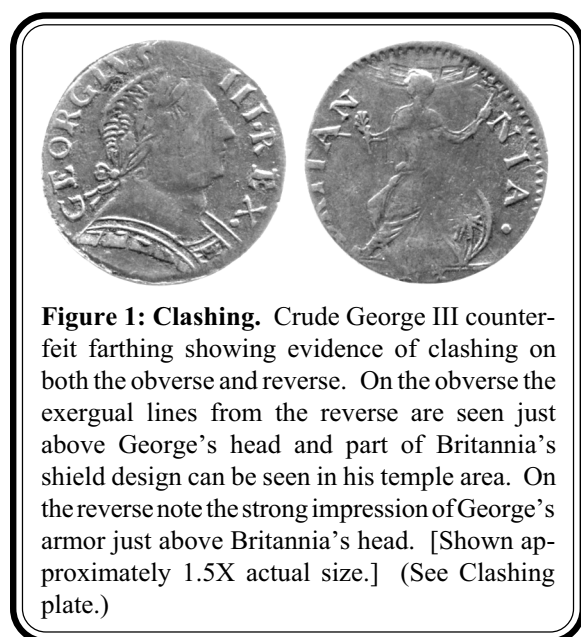 GEORGIVS III·REX.
TAN NIA·
Figure 1: Clashing. Crude George III counter-
feit farthing showing evidence of clashing on
both the obverse and reverse. On the obverse the
exergual lines from the reverse are seen just
above George’s head and part of Britannia’s
shield design can be seen in his temple area. On
the reverse note the strong impression of George’s
armor just above Britannia’s head. [Shown ap-
proximately 1.5X actual size.] (See Clashing
plate.)